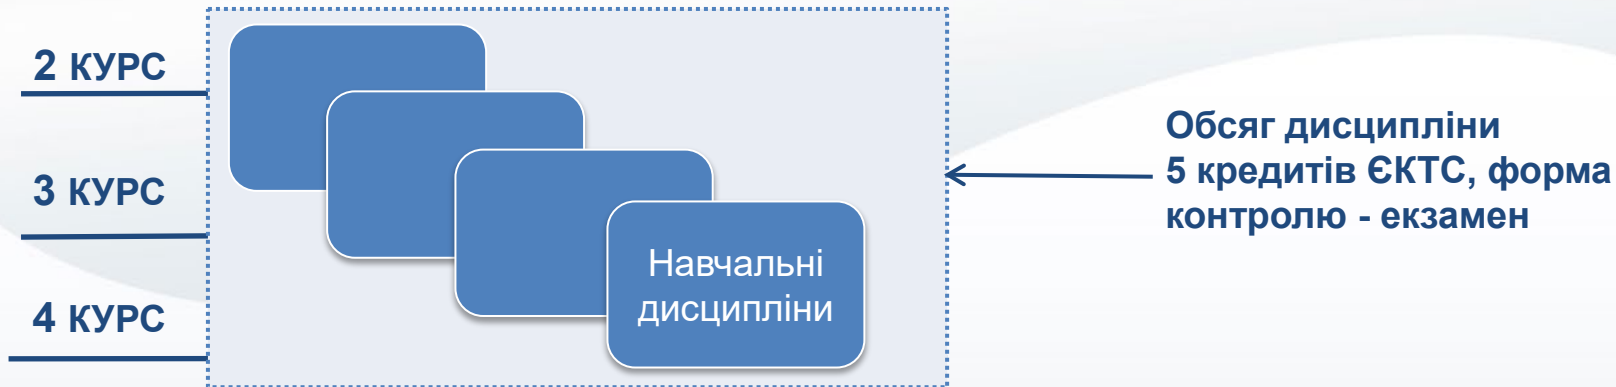 2 КУРС
3 КУРС
4 КУРС
Навчальні
дисципліни
Обсяг дисципліни
5 кредитів ЄКТС, форма
контролю - екзамен